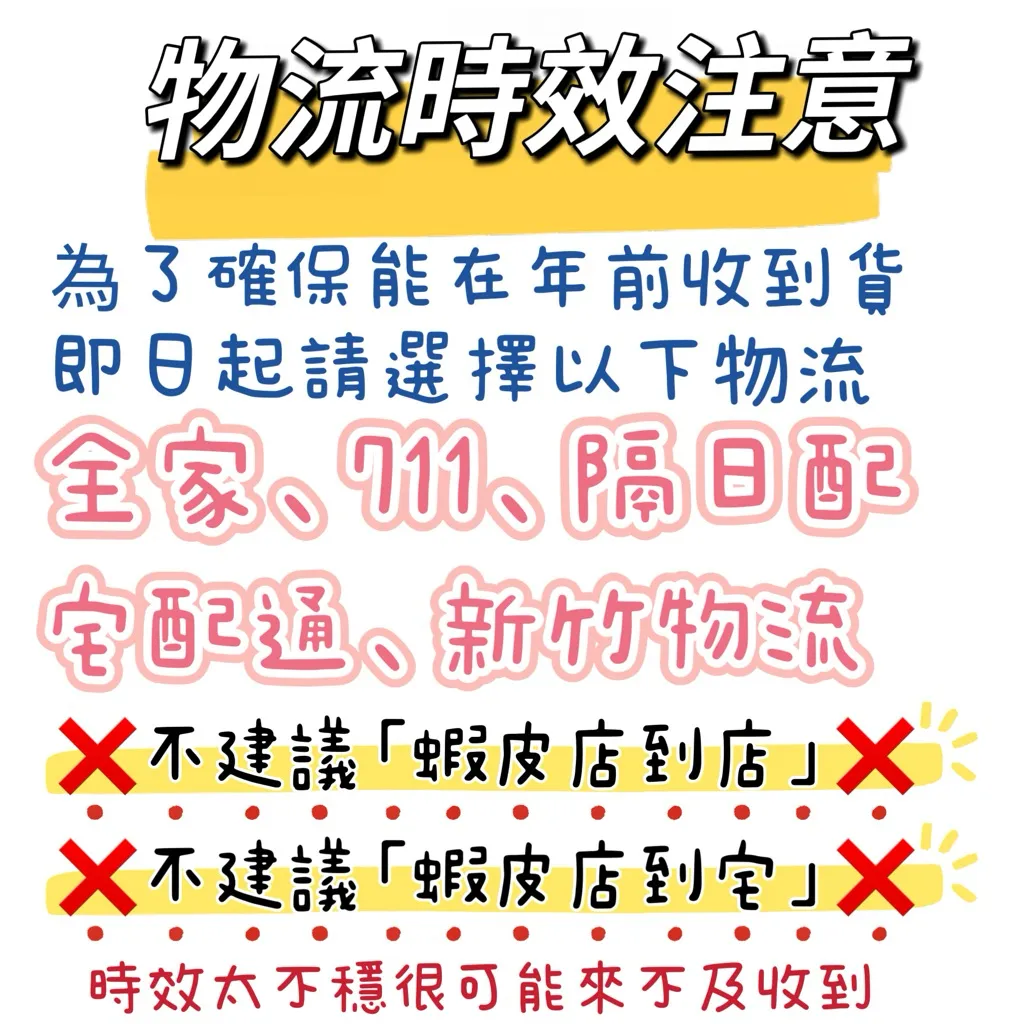 物流時效注意
為了確保能在年前收到貨
即日起請選擇以下物流
全家、711、隔日配
宅配通、新竹物流
❌不建議「蝦皮店到店」❌
❌不建議「蝦皮店到宅」❌
時效太不穩很可能來不及收到